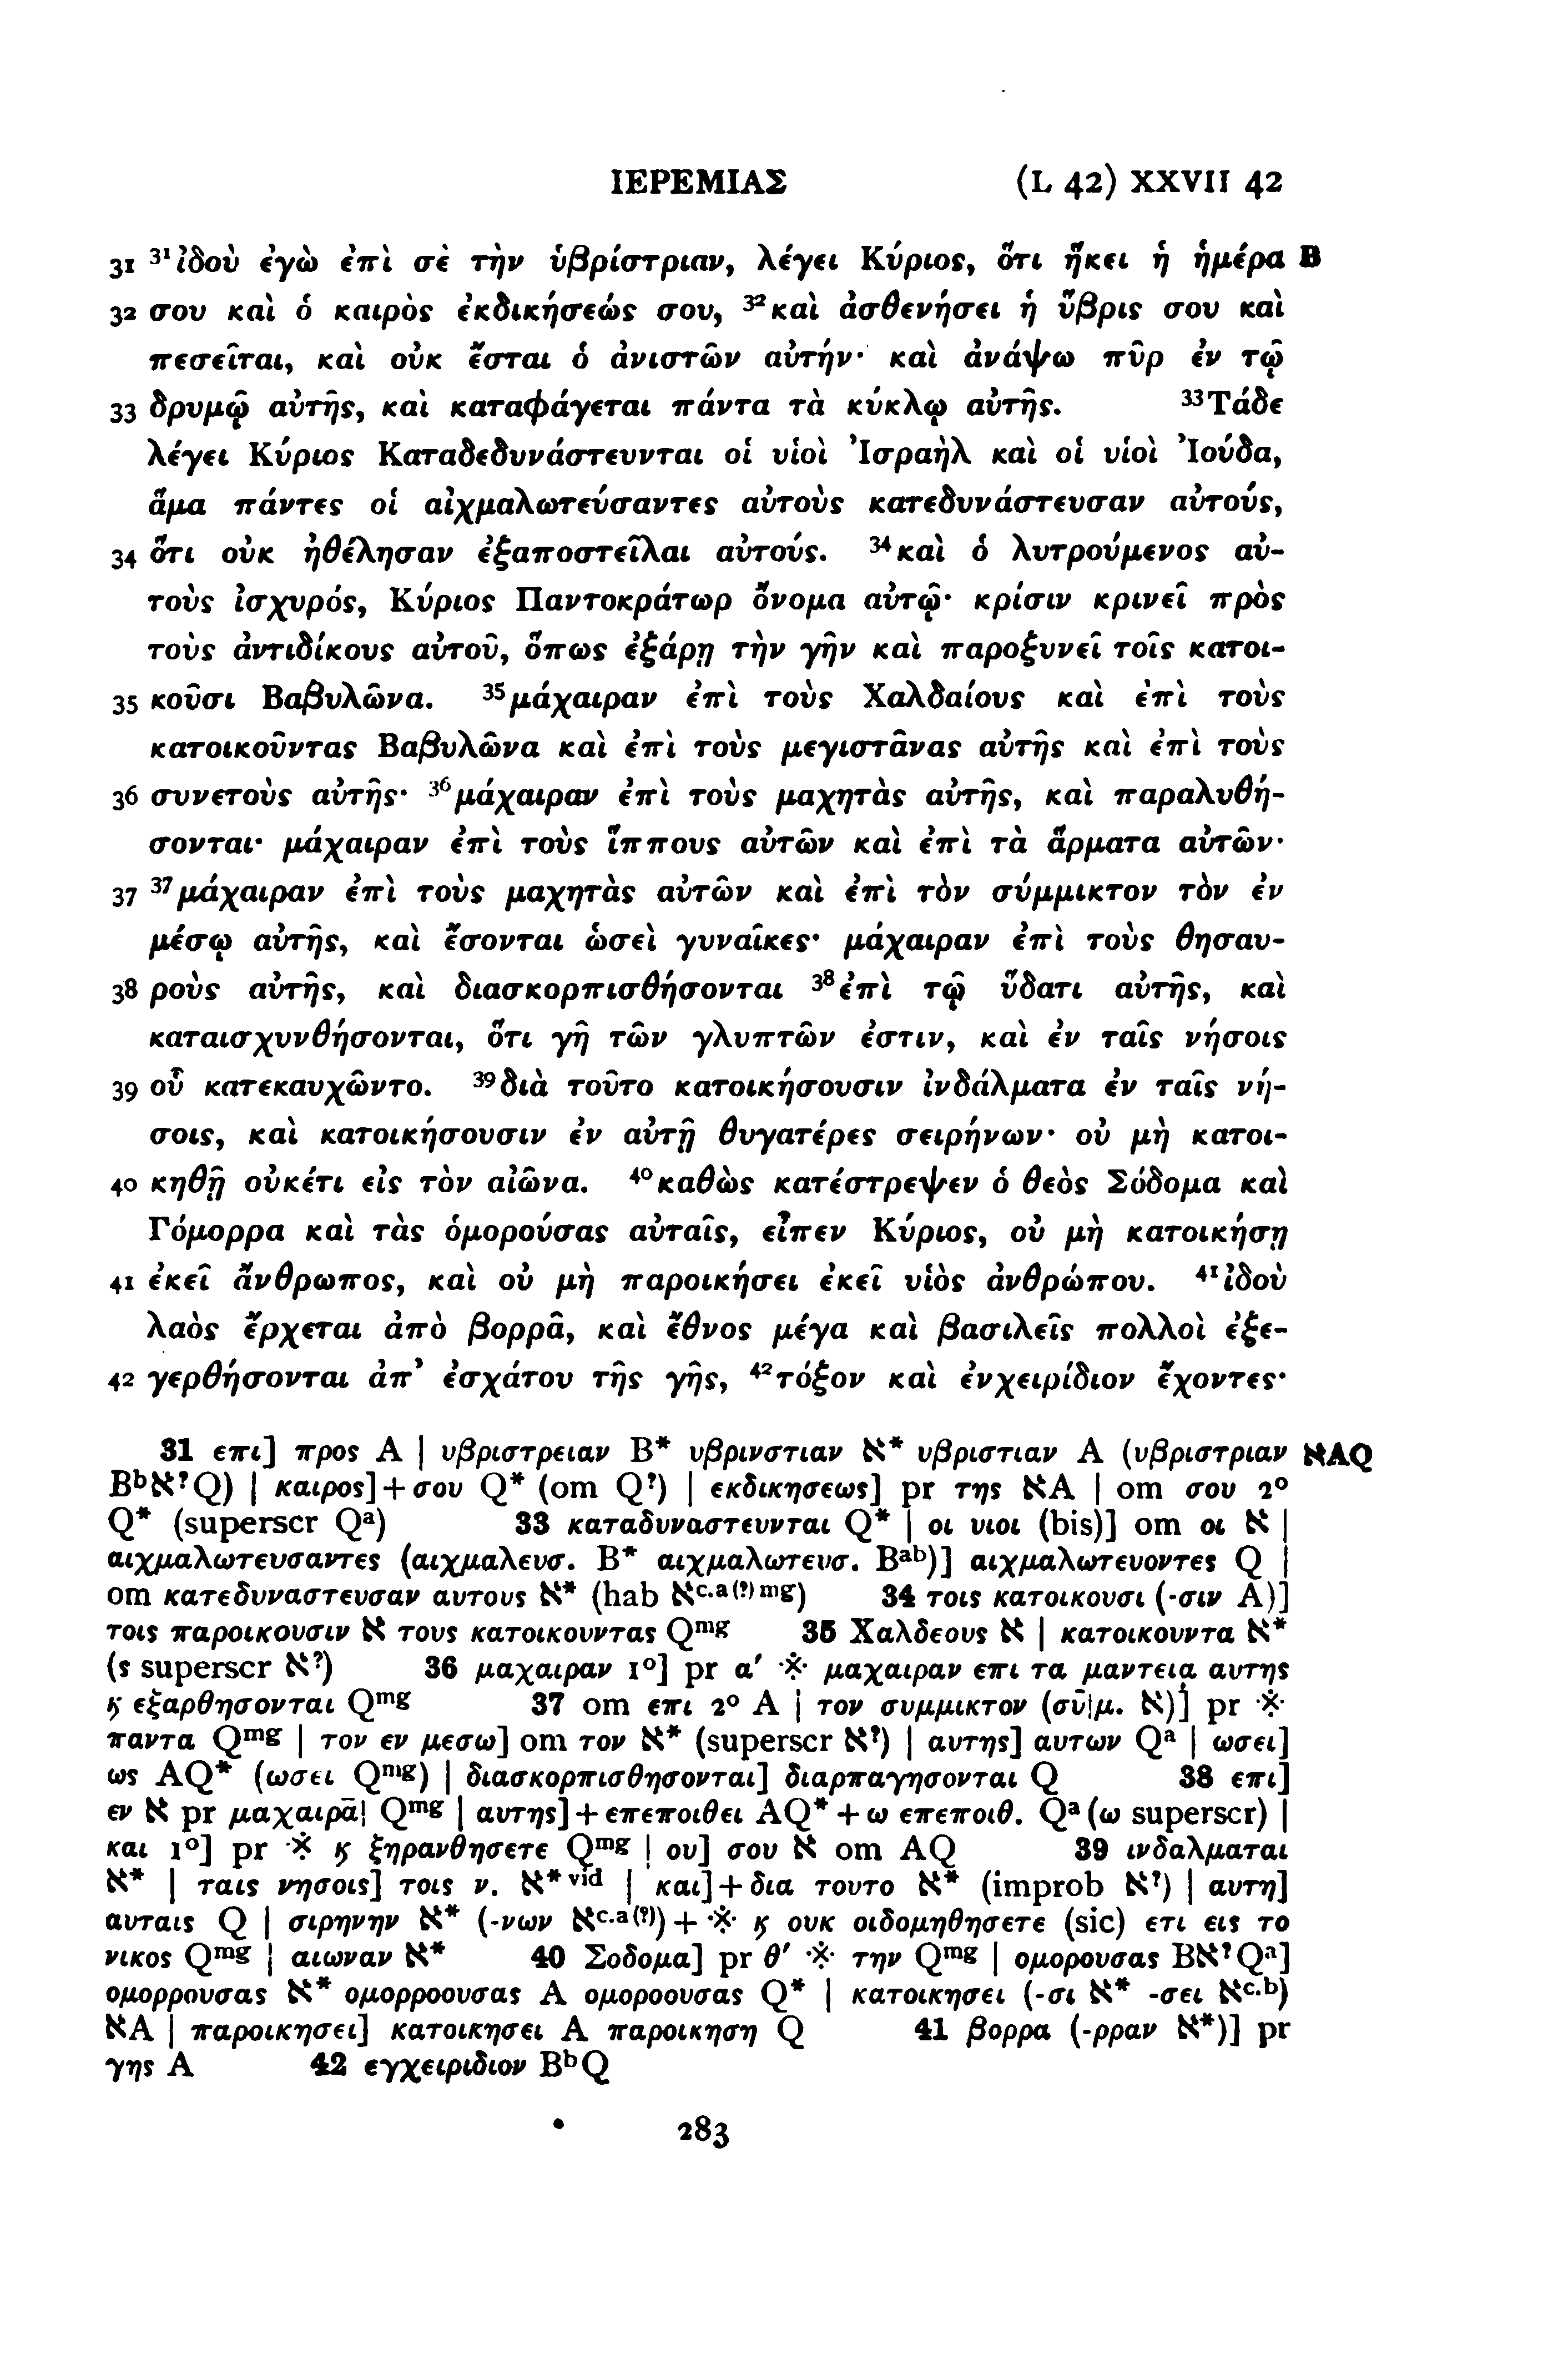 ΙΕΡΕΜΙΑΣ (L 42) XXVII 42
31 ³¹ἰδοὺ ἐγὼ ἐπὶ σὲ τὴν ὑβρίστριαν, λέγει Κύριος, ὅτι ἥκει ἡ ἡμέρα B
32 σου καὶ ὁ καιρὸς ἐκδικήσεώς σου, ³²καὶ ἀσθενήσει ἡ ὕβρις σου καὶ
πεσεῖται, καὶ οὐκ ἔσται ὁ ἀνιστῶν αὐτήν· καὶ ἀνάψω πῦρ ἐν τῷ
33 δρυμῷ αὐτῆς, καὶ καταφάγεται πάντα τὰ κύκλῳ αὐτῆς. ³³Τάδε
λέγει Κύριος Καταδεδυνάστευνται οἱ υἱοὶ Ἰσραὴλ καὶ οἱ υἱοὶ Ἰούδα,
ἅμα πάντες οἱ αἰχμαλωτεύσαντες αὐτοὺς κατεδυνάστευσαν αὐτούς,
34 ὅτι οὐκ ἠθέλησαν ἐξαποστεῖλαι αὐτούς. ³⁴καὶ ὁ λυτρούμενος αὐ-
τοὺς ἰσχυρός, Κύριος Παντοκράτωρ ὄνομα αὐτῷ· κρίσιν κρινεῖ πρὸς
τοὺς ἀντιδίκους αὐτοῦ, ὅπως ἐξάρῃ τὴν γῆν καὶ παροξυνεῖ τοῖς κατοι-
35 κοῦσι Βαβυλῶνα. ³⁵μάχαιραν ἐπὶ τοὺς Χαλδαίους καὶ ἐπὶ τοὺς
κατοικοῦντας Βαβυλῶνα καὶ ἐπὶ τοὺς μεγιστᾶνας αὐτῆς καὶ ἐπὶ τοὺς
36 συνετοὺς αὐτῆς· ³⁶μάχαιραν ἐπὶ τοὺς μαχητὰς αὐτῆς, καὶ παραλυθή-
σονται· μάχαιραν ἐπὶ τοὺς ἵππους αὐτῶν καὶ ἐπὶ τὰ ἅρματα αὐτῶν·
37 ³⁷μάχαιραν ἐπὶ τοὺς μαχητὰς αὐτῶν καὶ ἐπὶ τὸν σύμμικτον τὸν ἐν
μέσῳ αὐτῆς, καὶ ἔσονται ὡσεὶ γυναῖκες· μάχαιραν ἐπὶ τοὺς θησαυ-
38 ροὺς αὐτῆς, καὶ διασκορπισθήσονται ³⁸ἐπὶ τῷ ὕδατι αὐτῆς, καὶ
καταισχυνθήσονται, ὅτι γῆ τῶν γλυπτῶν ἐστιν, καὶ ἐν ταῖς νήσοις
39 οὗ κατεκαυχῶντο. ³⁹διὰ τοῦτο κατοικήσουσιν ἰνδάλματα ἐν ταῖς νή-
σοις, καὶ κατοικήσουσιν ἐν αὐτῇ θυγατέρες σειρήνων· οὐ μὴ κατοι-
40 κηθῇ οὐκέτι εἰς τὸν αἰῶνα. ⁴⁰καθὼς κατέστρεψεν ὁ θεὸς Σόδομα καὶ
Γόμορρα καὶ τὰς ὁμορούσας αὐταῖς, εἶπεν Κύριος, οὐ μὴ κατοικήσῃ
41 ἐκεῖ ἄνθρωπος, καὶ οὐ μὴ παροικήσει ἐκεῖ υἱὸς ἀνθρώπου. ⁴¹ἰδοὺ
λαὸς ἔρχεται ἀπὸ βορρᾶ, καὶ ἔθνος μέγα καὶ βασιλεῖς πολλοὶ ἐξε-
42 γερθήσονται ἀπ’ ἐσχάτου τῆς γῆς, ⁴²τόξον καὶ ἐνχειρίδιον ἔχοντες·
31 επι] προς A | υβριστρειαν B* υβρινστιαν ℵ* υβριστιαν A (υβριστριαν ℵAQ
Bᵇℵ?Q) | καιρος]+σου Q* (om Q?) | εκδικησεως] pr της ℵA | om σου 2º
Q* (superscr Qᵃ) 33 καταδυναστευνται Q* | οι υιοι (bis)] om οι ℵ |
αιχμαλωτευσαντες (αιχμαλευσ. B* αιχμαλωτευσ. Bᵃᵇ)] αιχμαλωτευοντες Q |
om κατεδυναστευσαν αυτους ℵ* (hab ℵᶜ·ᵃ⁽?⁾ᵐᵍ) 34 τοις κατοικουσι (-σιν A)]
τοις παροικουσιν ℵ τους κατοικουντας Qᵐᵍ 35 Χαλδεους ℵ | κατοικουντα ℵ*
(ς superscr ℵ?) 36 μαχαιραν 1º] pr α′ ※ μαχαιραν επι τα μαντεια αυτης
ϗ εξαρθησονται Qᵐᵍ 37 om επι 2º A | τον συμμικτον (σῡ|μ. ℵ)] pr ※
παντα Qᵐᵍ | τον εν μεσω] om τον ℵ* (superscr ℵ?) | αυτης] αυτων Qᵃ | ωσει]
ως AQ* (ωσει Qᵐᵍ) | διασκορπισθησονται] διαρπαγησονται Q 38 επι]
εν ℵ pr μαχαιρᾱ| Qᵐᵍ | αυτης]+επεποιθει AQ* +ω επεποιθ. Qᵃ (ω superscr) |
και 1º] pr ※ ϗ ξηρανθησετε Qᵐᵍ | ου] σου ℵ om AQ 39 ινδαλμαται
ℵ* | ταις νησοις] τοις ν. ℵ*ᵛⁱᵈ | και]+δια τουτο ℵ* (improb ℵ?) | αυτη]
αυταις Q | σιρηνην ℵ* (-νων ℵᶜ·ᵃ⁽?⁾)+※ ϗ ουκ οιδομηθησετε (sic) ετι εις το
νικος Qᵐᵍ | αιωναν ℵ* 40 Σοδομα] pr θ′ ※ την Qᵐᵍ | ομορουσας Bℵ?Qᵃ]
ομορρουσας ℵ* ομορροουσας A ομοροουσας Q* | κατοικησει (-σι ℵ* -σει ℵᶜ·ᵇ)
ℵA | παροικησει] κατοικησει A παροικηση Q 41 βορρα (-ρραν ℵ*)] pr
γης A 42 εγχειριδιον BᵇQ
283